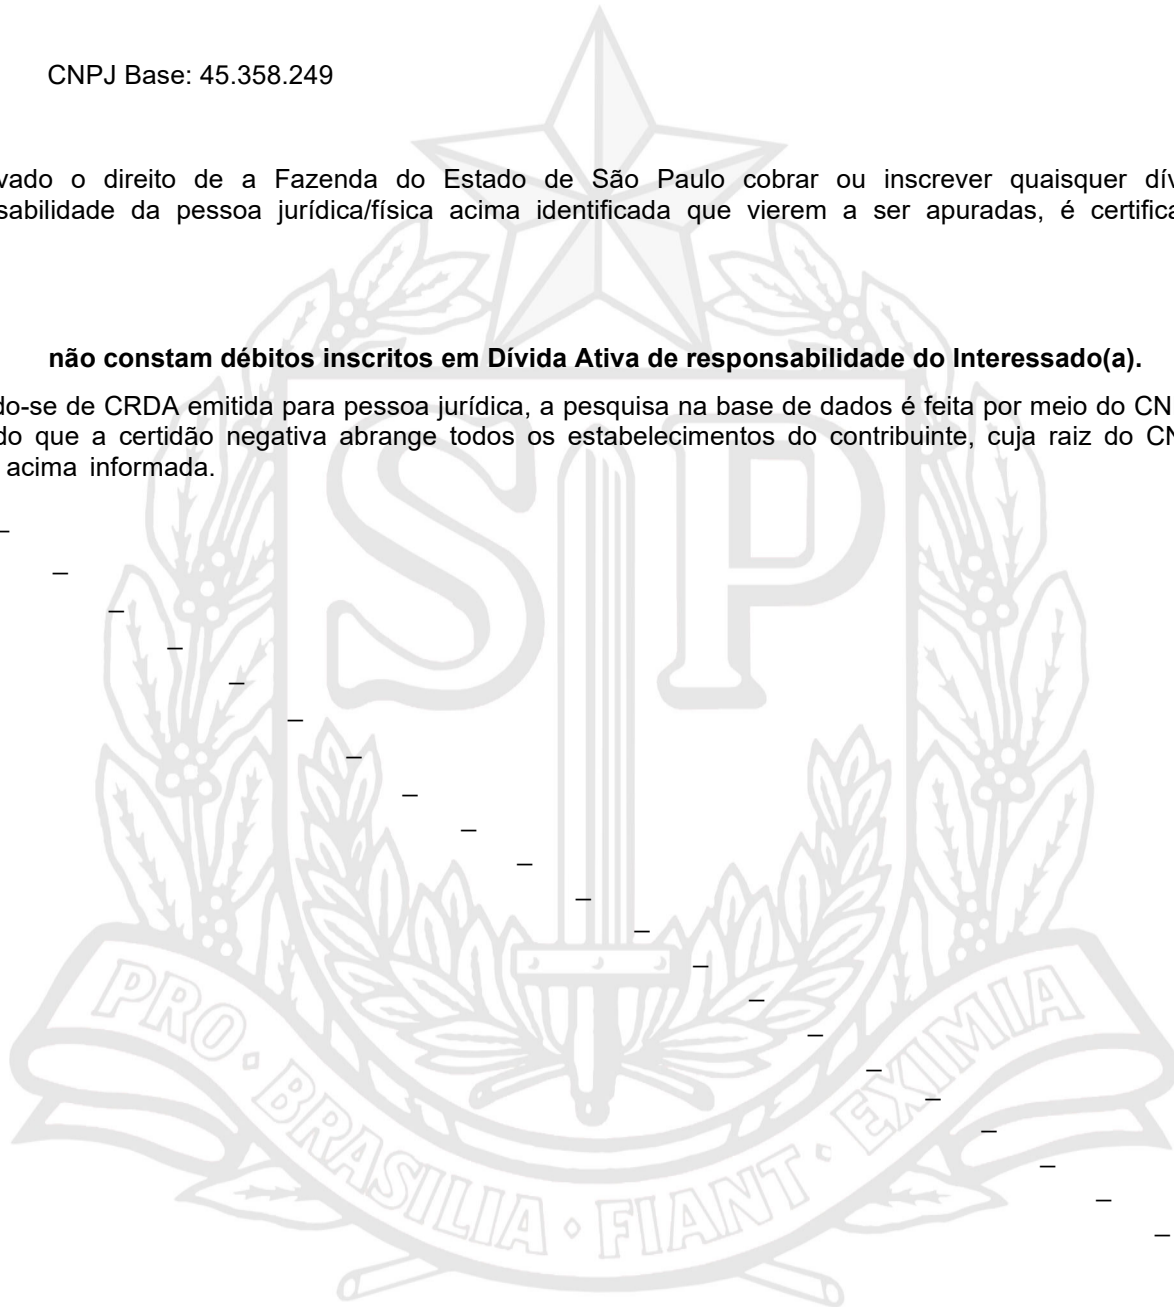 CNPJ Base: 45.358.249
vado o direito de a Fazenda do Estado de São Paulo cobrar ou inscrever quaisquer dív
sabilidade da pessoa jurídica/física acima identificada que vierem a ser apuradas, é certifica
não constam débitos inscritos em Dívida Ativa de responsabilidade do Interessado(a).
do-se de CRDA emitida para pessoa jurídica, a pesquisa na base de dados é feita por meio do CN
do que a certidão negativa abrange todos os estabelecimentos do contribuinte, cuja raiz do CN
acima informada.
SP
PRO · BRASILIA · FIANT · EXIMIA